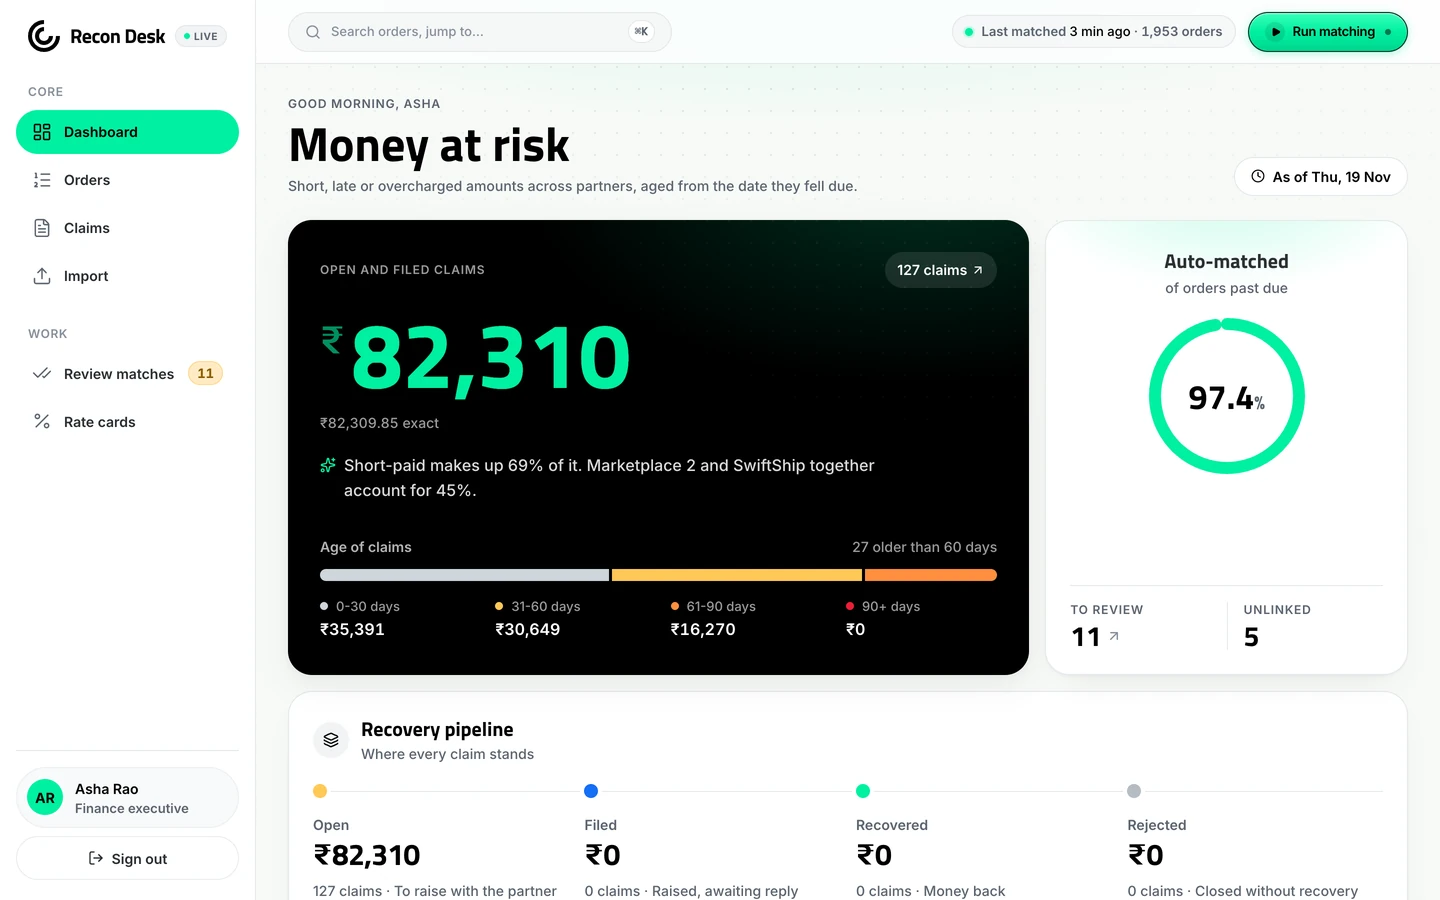 Recon Desk
LIVE
Search orders, jump to...
⌘K
Last matched 3 min ago · 1,953 orders
Run matching
CORE
Dashboard
Orders
Claims
Import
WORK
Review matches
11
Rate cards
AR
Asha Rao
Finance executive
Sign out
GOOD MORNING, ASHA
Money at risk
Short, late or overcharged amounts across partners, aged from the date they fell due.
As of Thu, 19 Nov
OPEN AND FILED CLAIMS
127 claims
₹82,310
₹82,309.85 exact
Short-paid makes up 69% of it. Marketplace 2 and SwiftShip together
account for 45%.
Age of claims
27 older than 60 days
0-30 days
₹35,391
31-60 days
₹30,649
61-90 days
₹16,270
90+ days
₹0
Auto-matched
of orders past due
97.4%
TO REVIEW
11
UNLINKED
5
Recovery pipeline
Where every claim stands
Open
₹82,310
127 claims · To raise with the partner
Filed
₹0
0 claims · Raised, awaiting reply
Recovered
₹0
0 claims · Money back
Rejected
₹0
0 claims · Closed without recovery